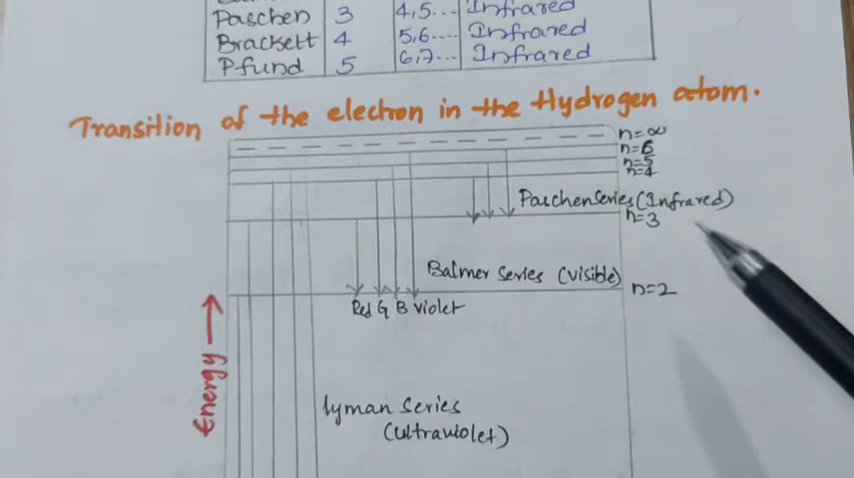 Paschen 3 4,5... Infrared
Brackett 4 5,6.... Infrared
Pfund 5 6,7... Infrared
Transition of the electron in the Hydrogen atom.
n=∞
n=6
n=5
n=4
Paschen Series (Infrared)
n=3
Balmer Series (visible)
n=2
Red G B violet
Energy
Lyman Series
(ultraviolet)